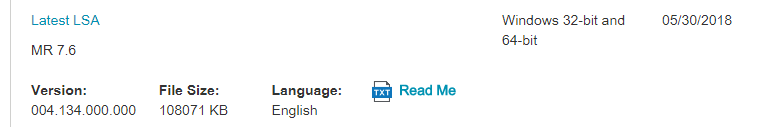 Latest LSA
Windows 32-bit and 64-bit
05/30/2018
MR 7.6
Version: File Size: Language: TXT Read Me
004.134.000.000 108071 KB English